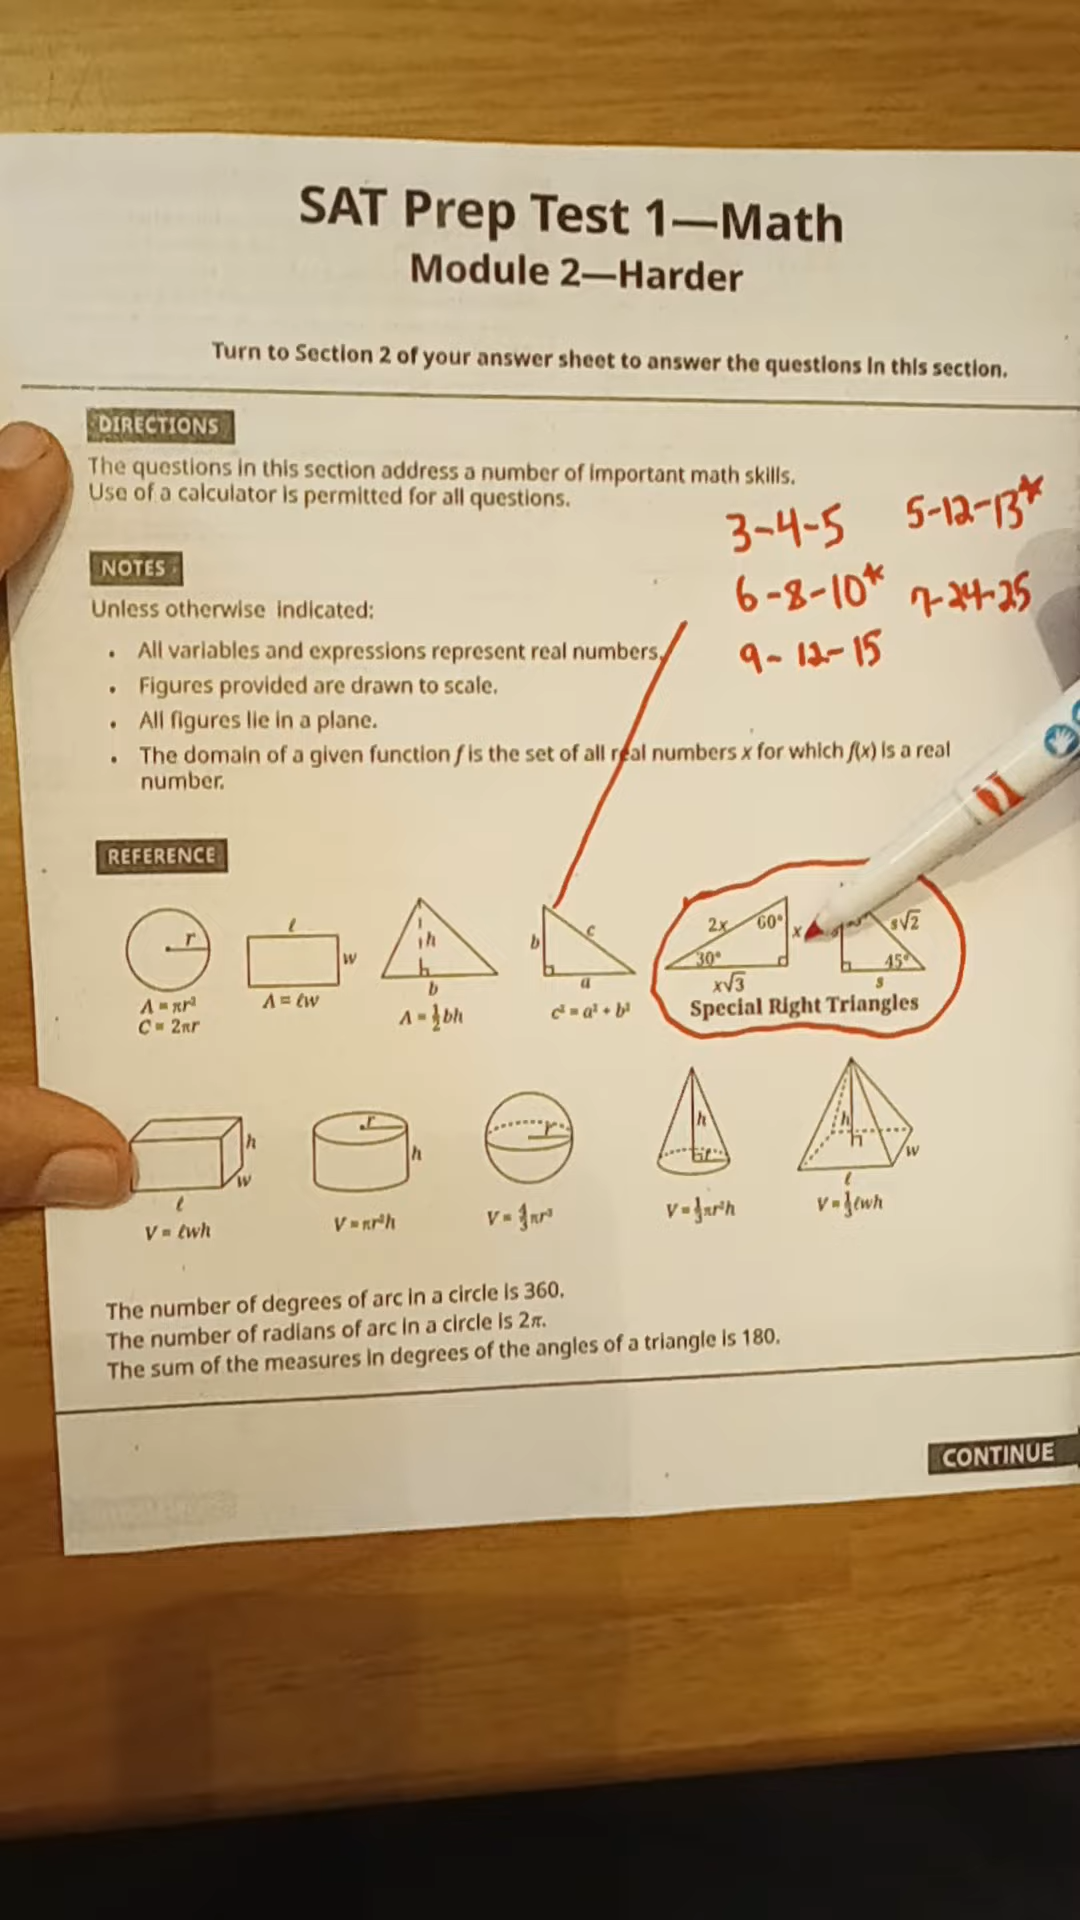 SAT Prep Test 1—Math
Module 2—Harder
Turn to Section 2 of your answer sheet to answer the questions in this section.
DIRECTIONS
The questions in this section address a number of important math skills.
Use of a calculator is permitted for all questions.
3-4-5 5-12-13*
6-8-10* 7-24-25
9-12-15
NOTES
Unless otherwise indicated:
• All variables and expressions represent real numbers.
• Figures provided are drawn to scale.
• All figures lie in a plane.
• The domain of a given function f is the set of all real numbers x for which f(x) is a real
number.
REFERENCE
r
A = πr²
C = 2πr
ℓ
w
A = ℓw
h
b
A = ½bh
b
c
a
c² = a² + b²
2x 60° x
30°
x√3
s√2
45°
s
Special Right Triangles
h
w
ℓ
V = ℓwh
r
h
V = πr²h
r
V = 4/3πr³
h
r
V = 1/3πr²h
h
w
ℓ
V = 1/3ℓwh
The number of degrees of arc in a circle is 360.
The number of radians of arc in a circle is 2π.
The sum of the measures in degrees of the angles of a triangle is 180.
CONTINUE